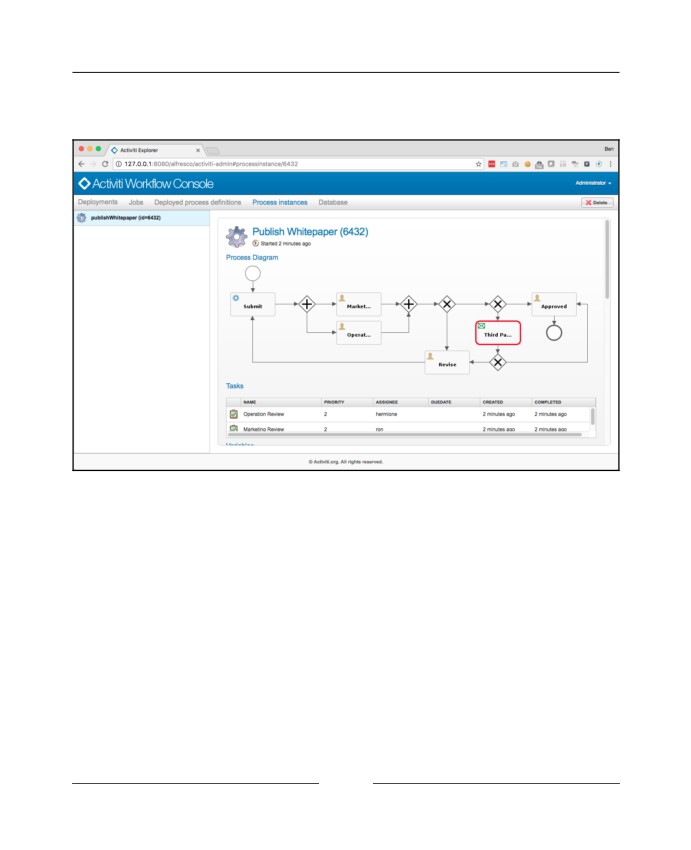 Activiti Explorer
Ben
127.0.0.1:8080/alfresco/activiti-admin#processinstance/6432
Activiti Workflow Console
Administrator
Deployments Jobs Deployed process definitions Process instances Database
Delete
publishWhitepaper (id=6432)
Publish Whitepaper (6432)
Started 2 minutes ago
Process Diagram
Submit
Market...
Approved
Operat...
Third Pa...
Revise
Tasks
NAME PRIORITY ASSIGNEE DUEDATE CREATED COMPLETED
Operation Review 2 hermione 2 minutes ago 2 minutes ago
Marketing Review 2 ron 2 minutes ago 2 minutes ago
Variables
© Activiti.org. All rights reserved.